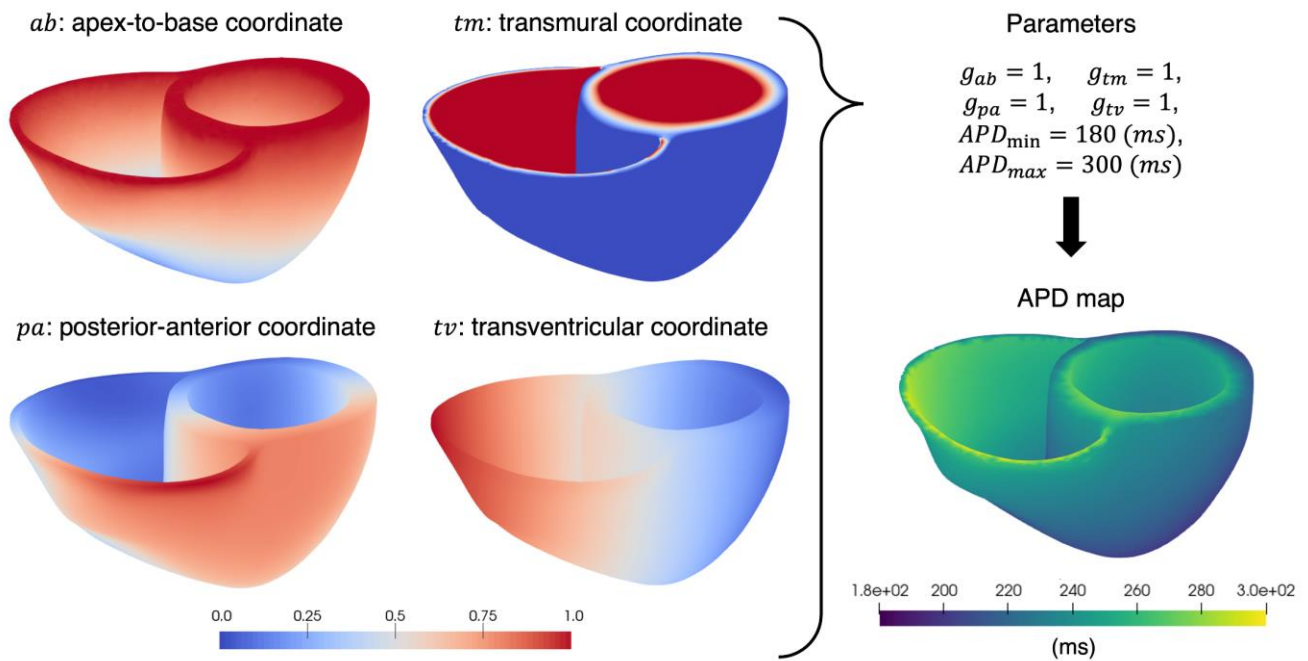 ab: apex-to-base coordinate
tm: transmural coordinate
pa: posterior-anterior coordinate
tv: transventricular coordinate
0.0 0.25 0.5 0.75 1.0
Parameters
g_ab = 1, g_tm = 1,
g_pa = 1, g_tv = 1,
APD_min = 180 (ms),
APD_max = 300 (ms)
APD map
1.8e+02 200 220 240 260 280 3.0e+02
(ms)